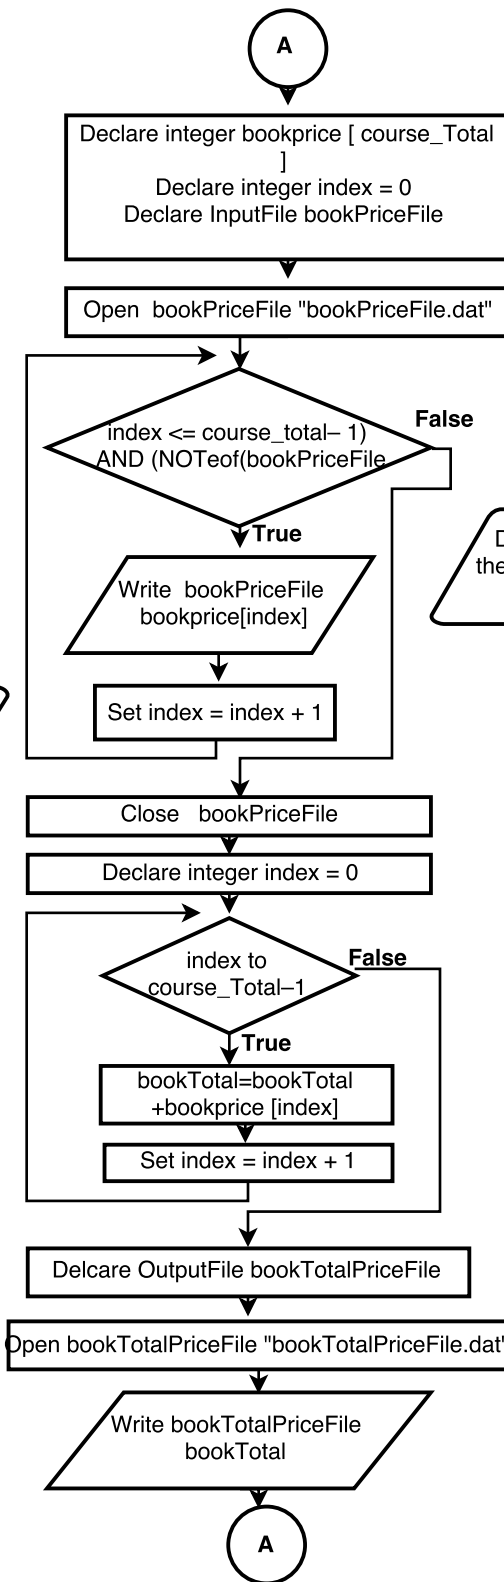 A
Declare integer bookprice [ course_Total
]
Declare integer index = 0
Declare InputFile bookPriceFile
Open bookPriceFile "bookPriceFile.dat"
index <= course_total– 1)
AND (NOTeof(bookPriceFile
False
True
D
the
Write bookPriceFile
bookprice[index]
Set index = index + 1
Close bookPriceFile
Declare integer index = 0
index to
course_Total–1
False
True
bookTotal=bookTotal
+bookprice [index]
Set index = index + 1
Delcare OutputFile bookTotalPriceFile
Open bookTotalPriceFile "bookTotalPriceFile.dat"
Write bookTotalPriceFile
bookTotal
A